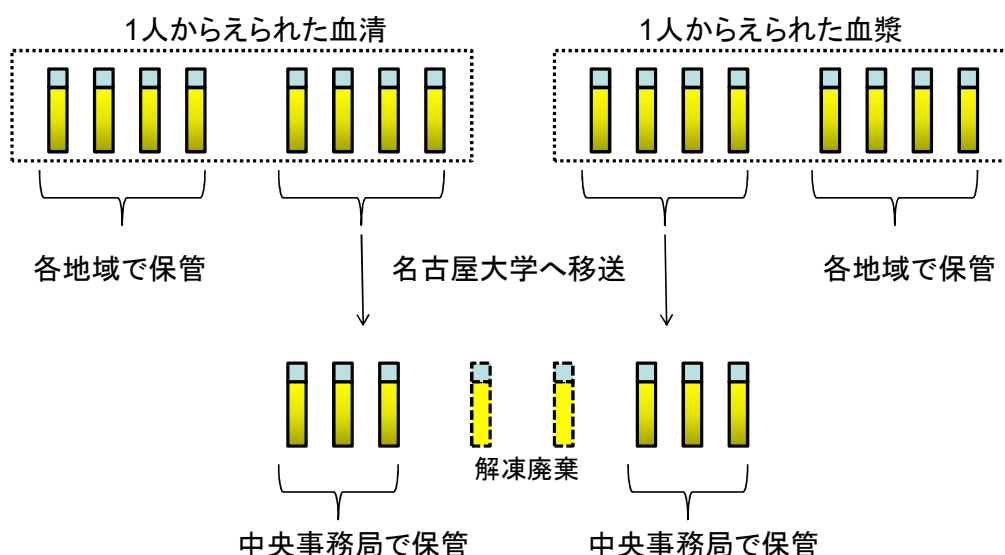 1人からえられた血清
1人からえられた血漿
各地域で保管
名古屋大学へ移送
各地域で保管
解凍廃棄
中央事務局で保管
中央事務局で保管